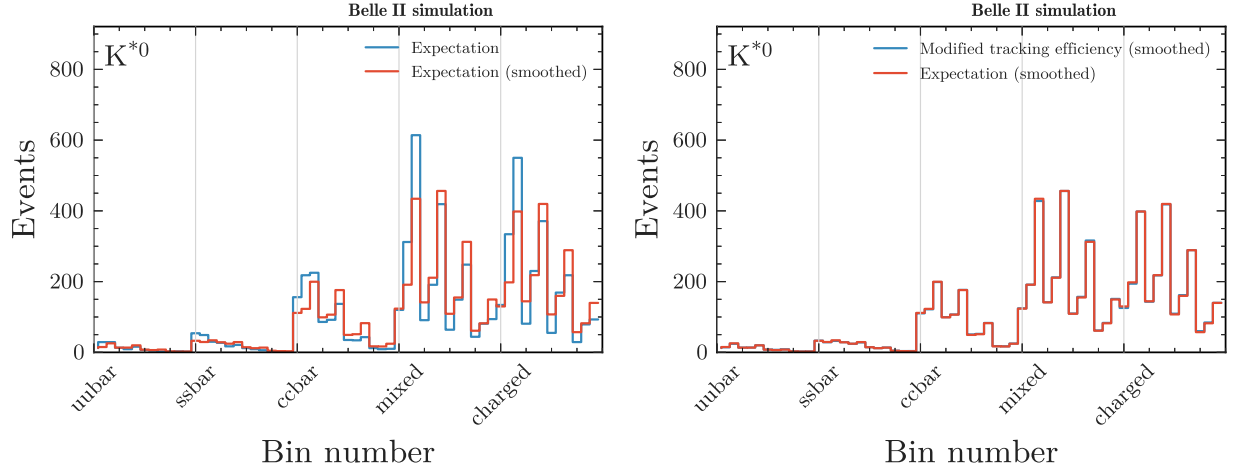 Belle II simulation
K*0
Expectation
Expectation (smoothed)
800
600
400
200
0
Events
uubar
ssbar
ccbar
mixed
charged
Bin number
Belle II simulation
K*0
Modified tracking efficiency (smoothed)
Expectation (smoothed)
800
600
400
200
0
Events
uubar
ssbar
ccbar
mixed
charged
Bin number